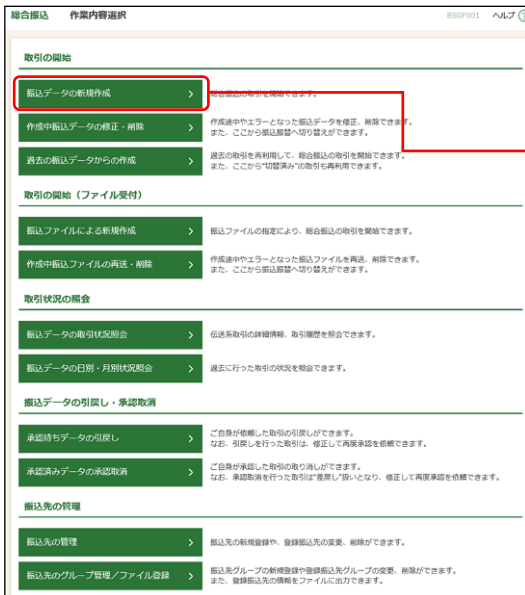 総合振込 作業内容選択 BSGF001 ヘルプ ?
取引の開始
振込データの新規作成 >
総合振込の取引を開始できます。
作成中振込データの修正・削除 >
作成途中やエラーとなった振込データを修正、削除できます。
また、ここから振込振替へ切り替えができます。
過去の振込データからの作成 >
過去の取引を再利用して、総合振込の取引を開始できます。
また、ここから"切替済み"の取引も再利用できます。
取引の開始（ファイル受付）
振込ファイルによる新規作成 >
振込ファイルの指定により、総合振込の取引を開始できます。
作成中振込ファイルの再送・削除 >
作成途中やエラーとなった振込ファイルを再送、削除できます。
また、ここから振込振替へ切り替えができます。
取引状況の照会
振込データの取引状況照会 >
伝送系取引の詳細情報、取引履歴を照会できます。
振込データの日別・月別状況照会 >
過去に行った取引の状況を照会できます。
振込データの引戻し・承認取消
承認待ちデータの引戻し >
ご自身が依頼した取引の引戻しができます。
なお、引戻しを行った取引は、修正して再度承認を依頼できます。
承認済みデータの承認取消 >
ご自身が承認した取引の取り消しができます。
なお、承認取消を行った取引は"差戻し"扱いとなり、修正して再度承認を依頼できます。
振込先の管理
振込先の管理 >
振込先の新規登録や、登録振込先の変更、削除ができます。
振込先のグループ管理／ファイル登録 >
振込先グループの新規登録や登録振込先グループの変更、削除ができます。
また、登録振込先の情報をファイルに出力できます。